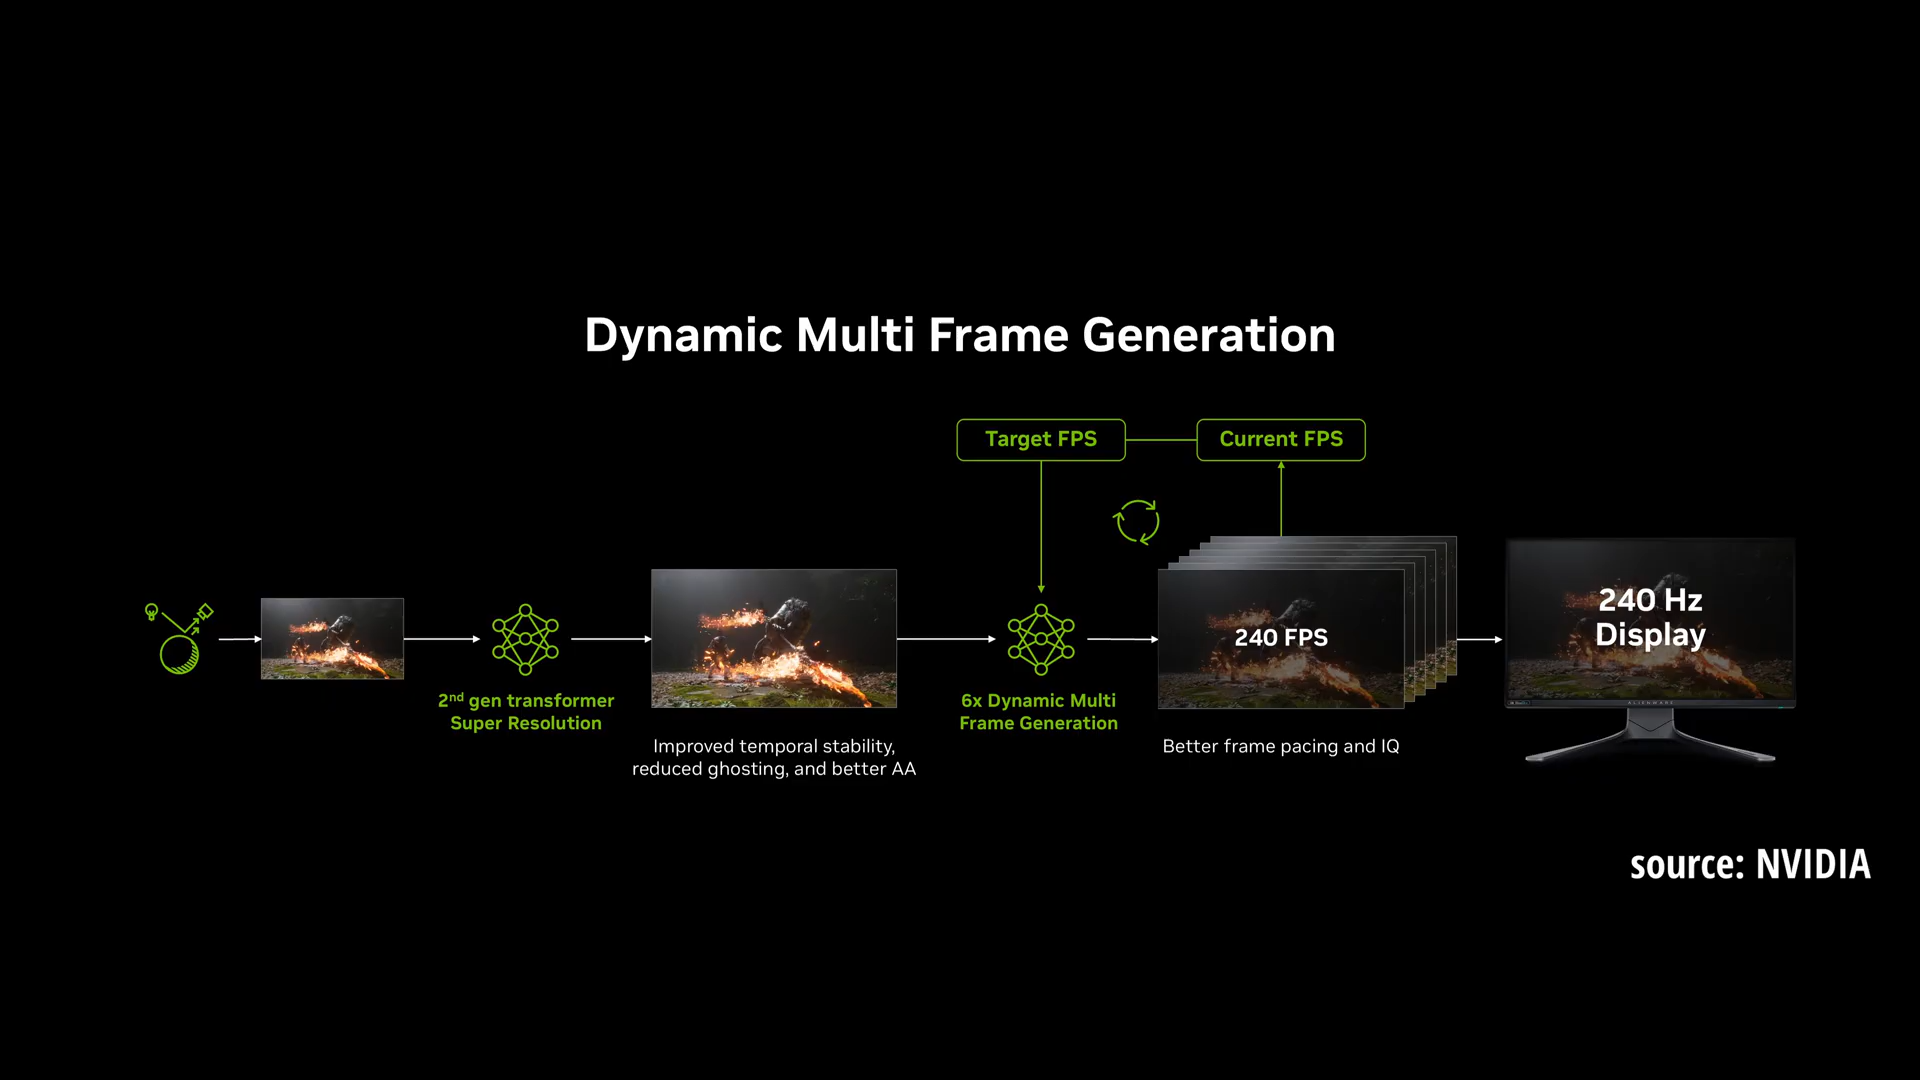 Dynamic Multi Frame Generation
Target FPS
Current FPS
240 FPS
240 Hz
Display
ALIENWARE
2nd gen transformer
Super Resolution
6x Dynamic Multi
Frame Generation
Improved temporal stability,
reduced ghosting, and better AA
Better frame pacing and IQ
source: NVIDIA